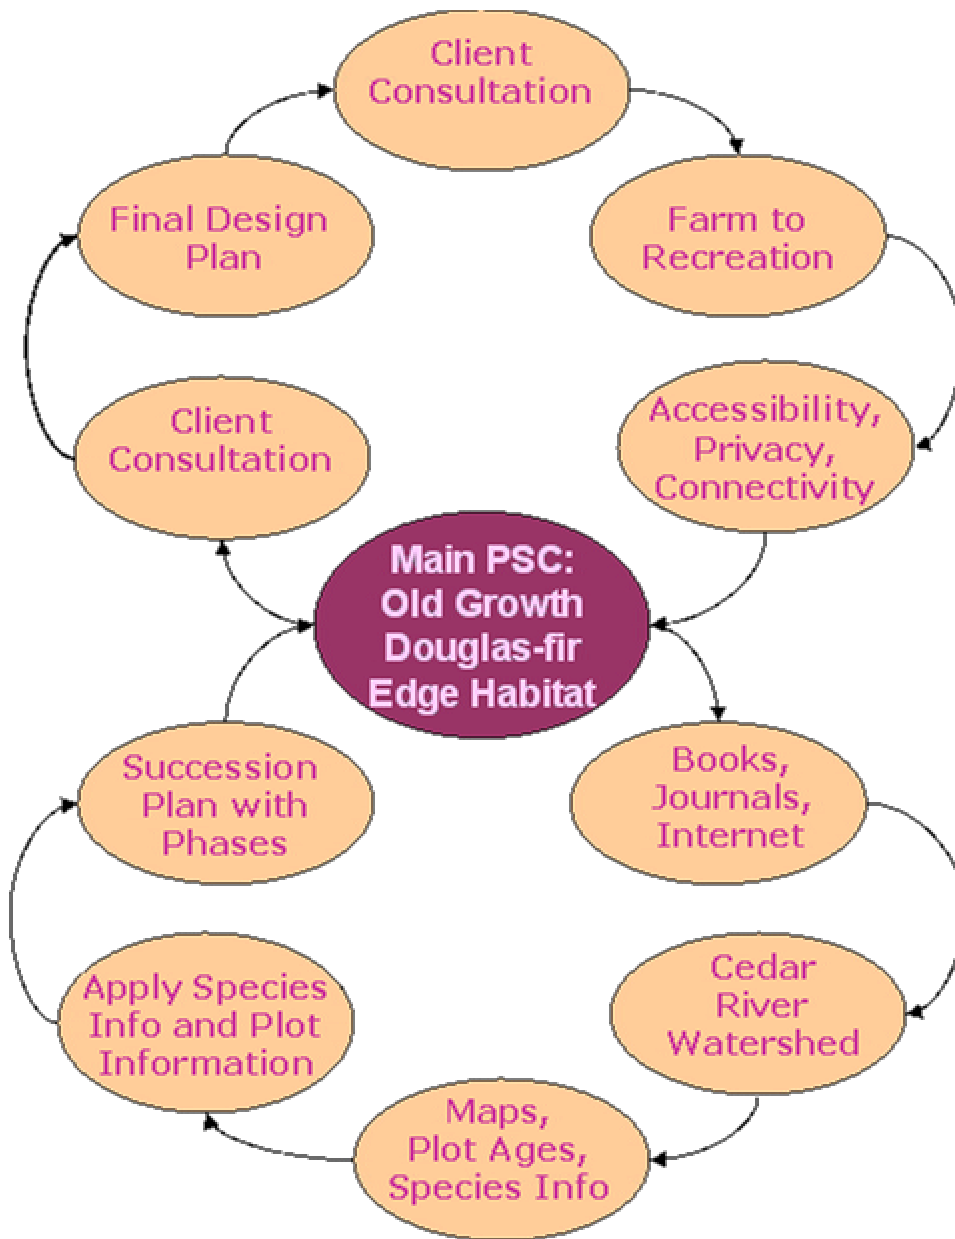 Client
Consultation
Farm to
Recreation
Accessibility,
Privacy,
Connectivity
Main PSC:
Old Growth
Douglas-fir
Edge Habitat
Books,
Journals,
Internet
Cedar
River
Watershed
Maps,
Plot Ages,
Species Info
Apply Species
Info and Plot
Information
Succession
Plan with
Phases
Client
Consultation
Final Design
Plan